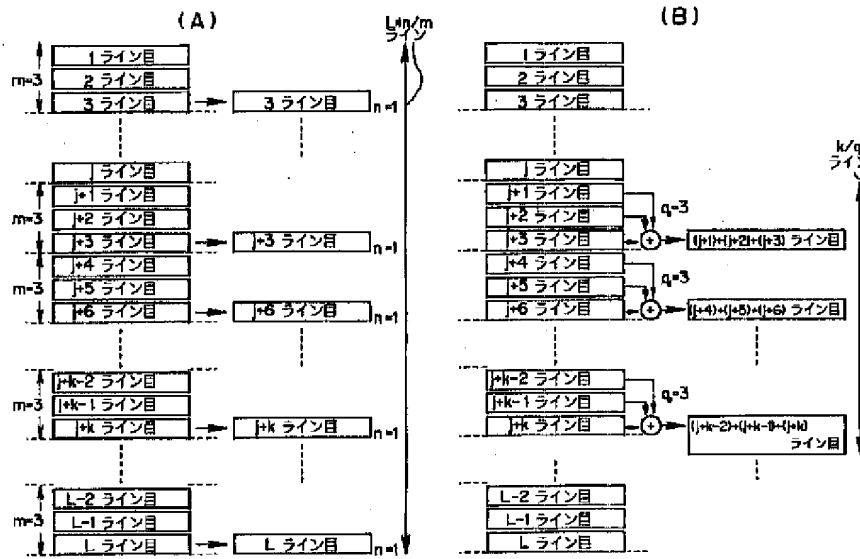 (A)
L*n/m
ライン
m=3
1 ライン目
2 ライン目
3 ライン目
3 ライン目
n=1
j ライン目
m=3
j+1 ライン目
j+2 ライン目
j+3 ライン目
j+3 ライン目
n=1
m=3
j+4 ライン目
j+5 ライン目
j+6 ライン目
j+6 ライン目
n=1
m=3
j+k-2 ライン目
j+k-1 ライン目
j+k ライン目
j+k ライン目
n=1
m=3
L-2 ライン目
L-1 ライン目
L ライン目
L ライン目
n=1
(B)
1 ライン目
2 ライン目
3 ライン目
k/q
ライン
j ライン目
j+1 ライン目
j+2 ライン目
j+3 ライン目
q=3
+
(j+1)+(j+2)+(j+3) ライン目
j+4 ライン目
j+5 ライン目
j+6 ライン目
q=3
+
(j+4)+(j+5)+(j+6) ライン目
j+k-2 ライン目
j+k-1 ライン目
j+k ライン目
q=3
+
(j+k-2)+(j+k-1)+(j+k)
ライン目
L-2 ライン目
L-1 ライン目
L ライン目